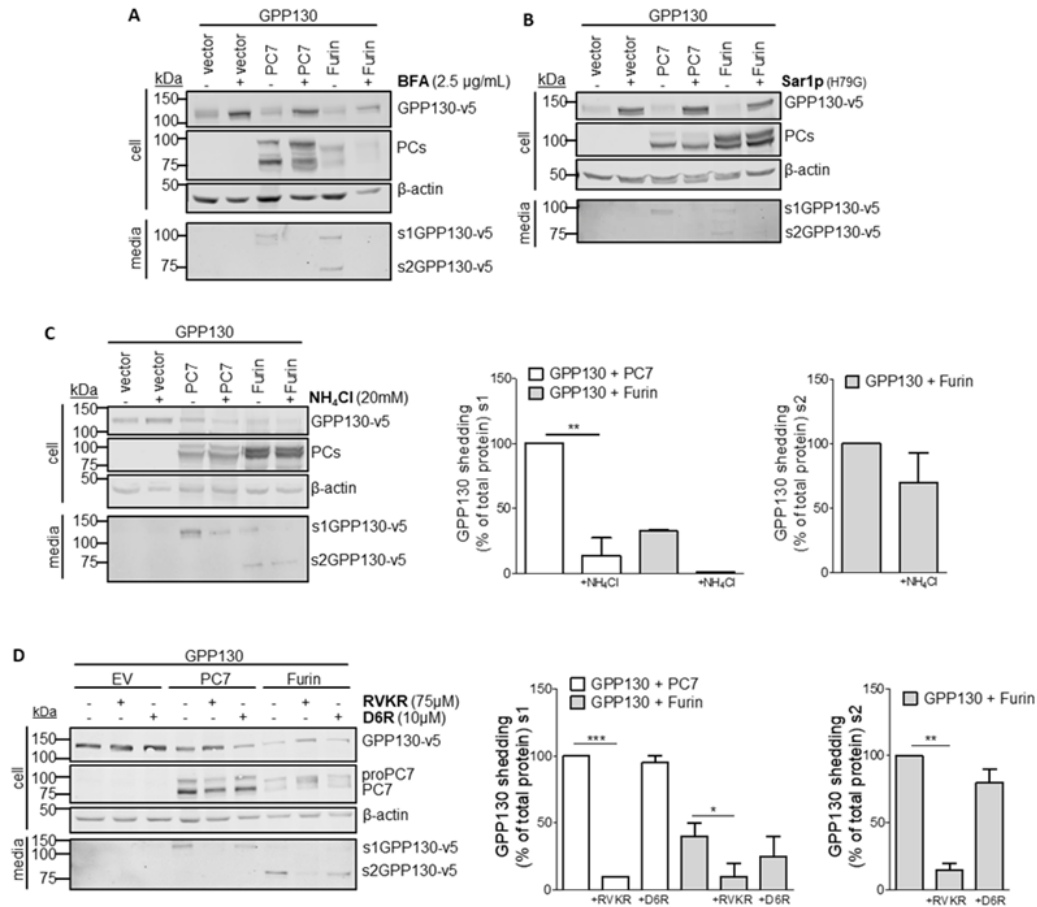 A
GPP130
vector vector PC7 PC7 Furin Furin
- + - + - +
BFA (2.5 µg/mL)
kDa
cell
150
100
GPP130-v5
100
75
PCs
50
β-actin
media
100
75
s1GPP130-v5
s2GPP130-v5
B
GPP130
vector vector PC7 PC7 Furin Furin
- + - + - +
Sar1p (H79G)
kDa
cell
150
100
GPP130-v5
100
PCs
50
β-actin
media
100
75
s1GPP130-v5
s2GPP130-v5
C
GPP130
vector vector PC7 PC7 Furin Furin
- + - + - +
NH₄Cl (20mM)
kDa
cell
150
100
GPP130-v5
100
75
PCs
50
β-actin
media
150
100
75
s1GPP130-v5
s2GPP130-v5
GPP130 + PC7
GPP130 + Furin
GPP130 shedding
(% of total protein) s1
150
100
50
0
**
+NH₄Cl +NH₄Cl
GPP130 + Furin
GPP130 shedding
(% of total protein) s2
150
100
50
0
+NH₄Cl
D
GPP130
EV PC7 Furin
- + - - + - - + - RVKR (75µM)
- - + - - + - - + D6R (10µM)
kDa
cell
150
100
GPP130-v5
100
75
proPC7
PC7
50
β-actin
media
150
100
75
s1GPP130-v5
s2GPP130-v5
GPP130 + PC7
GPP130 + Furin
GPP130 shedding
(% of total protein) s1
150
100
50
0
***
*
+RVKR +D6R +RVKR +D6R
GPP130 + Furin
GPP130 shedding
(% of total protein) s2
150
100
50
0
**
+RVKR +D6R